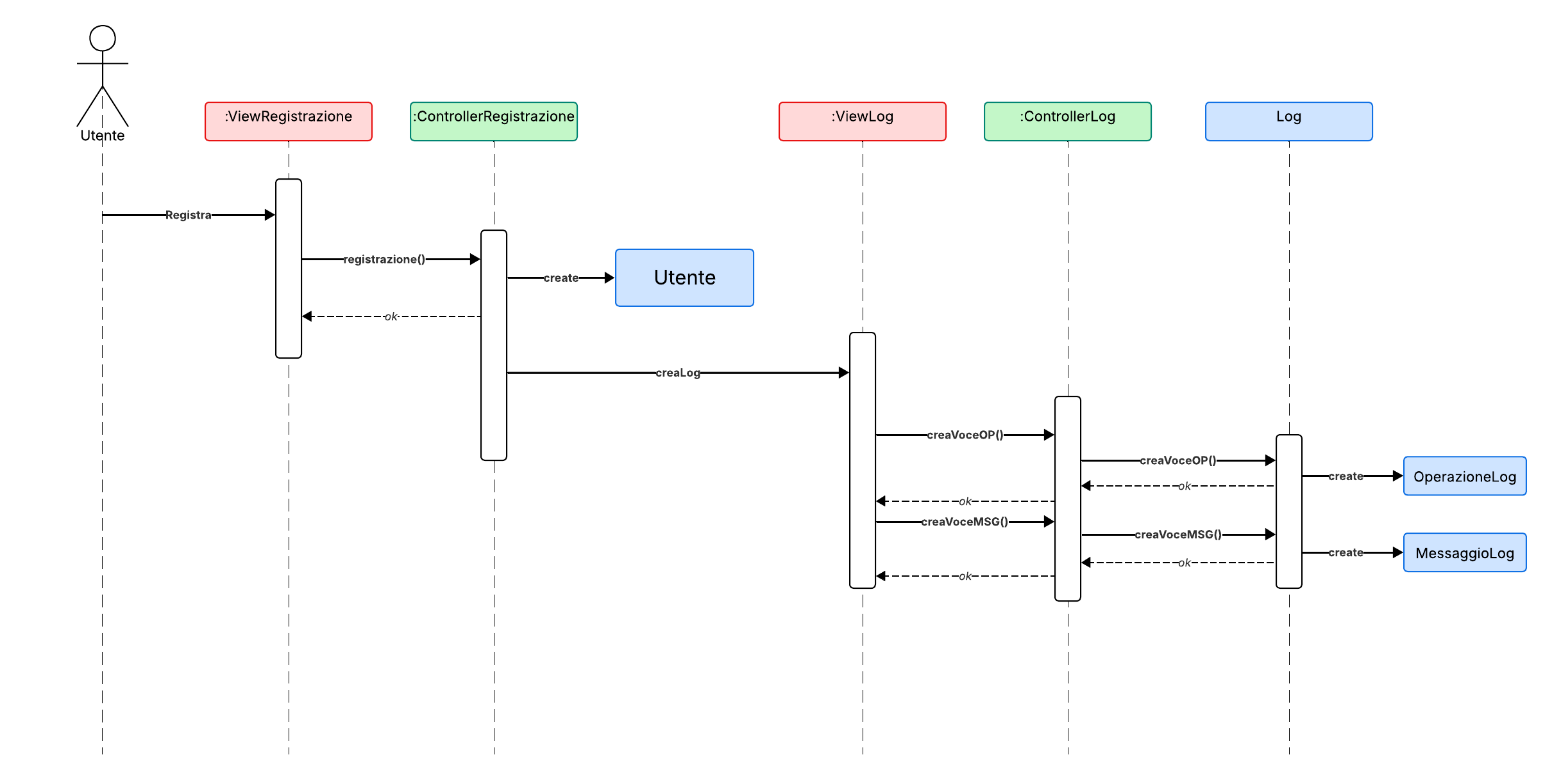 Utente
:ViewRegistrazione
:ControllerRegistrazione
:ViewLog
:ControllerLog
Log
Registra
registrazione()
create
Utente
ok
creaLog
creaVoceOP()
creaVoceOP()
create
OperazioneLog
ok
ok
creaVoceMSG()
creaVoceMSG()
create
MessaggioLog
ok
ok